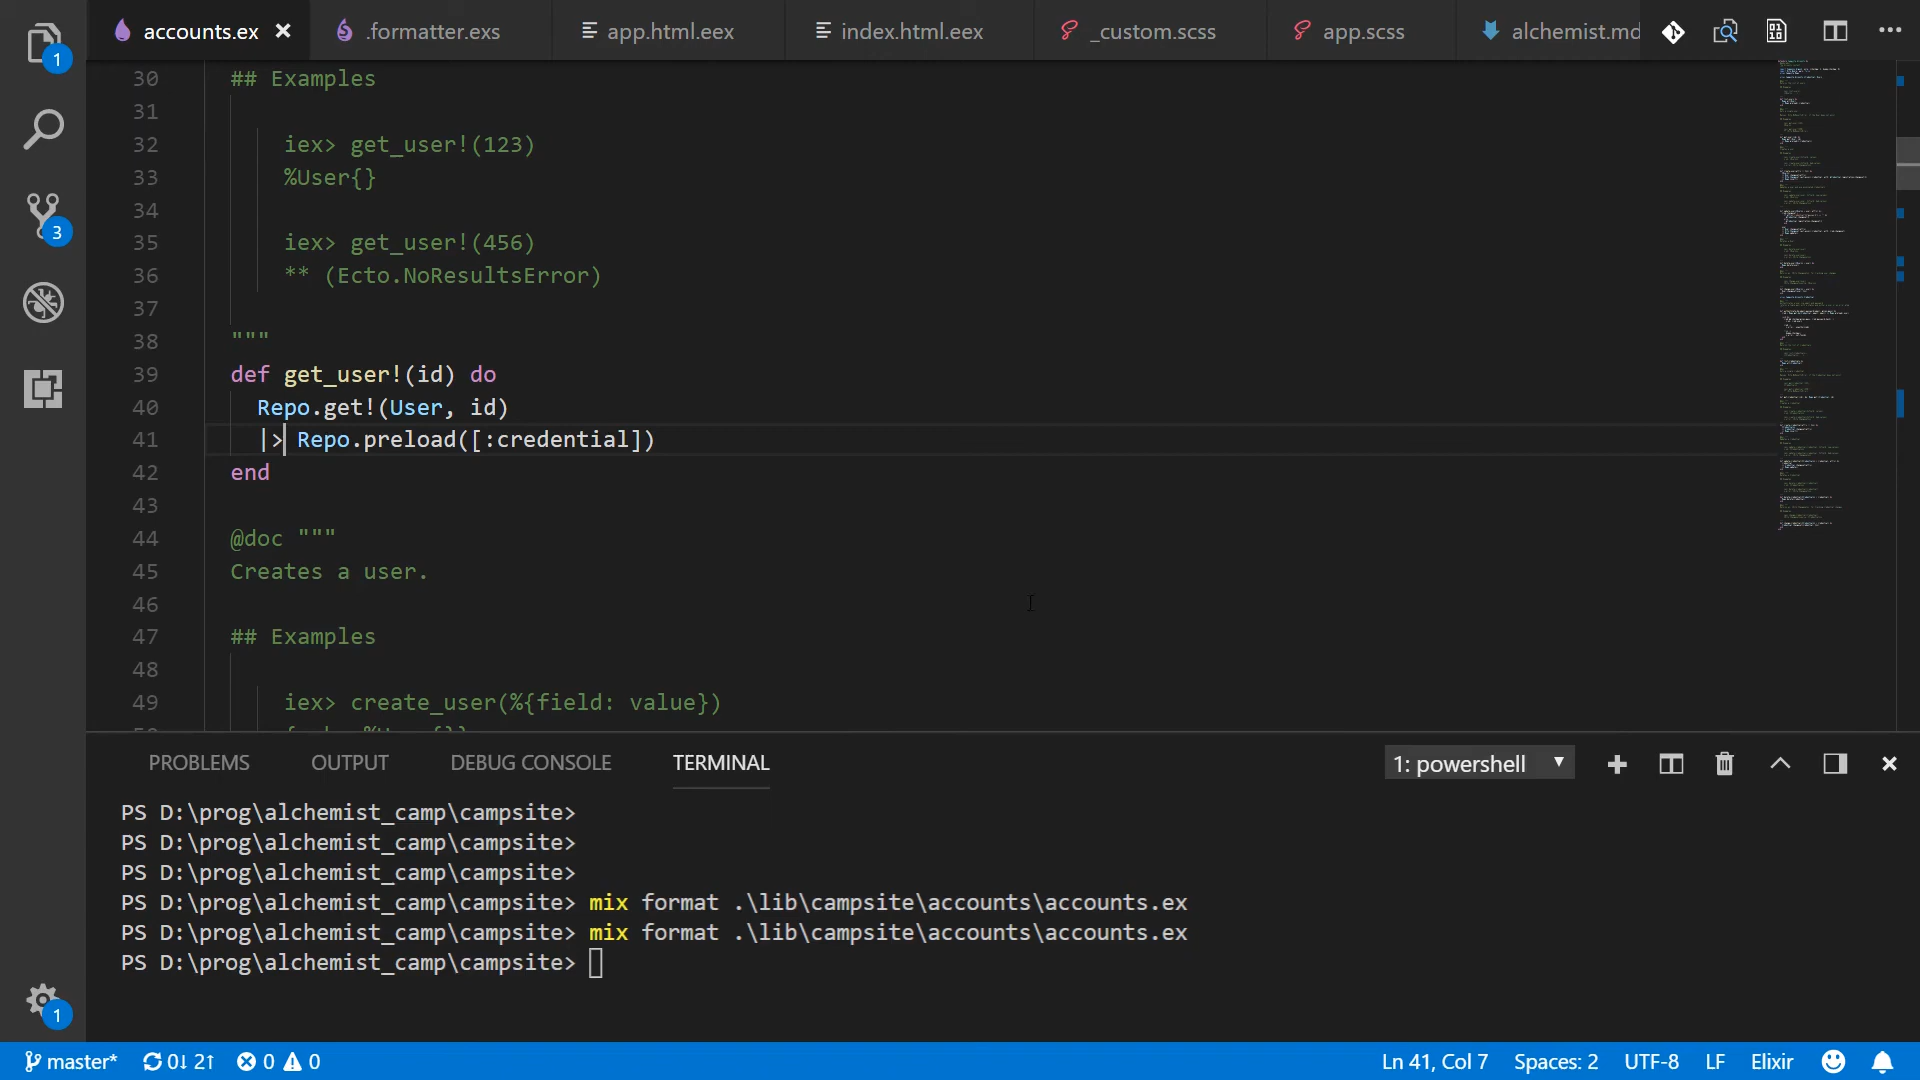 accounts.ex
.formatter.exs
app.html.eex
index.html.eex
_custom.scss
app.scss
alchemist.md
1
3
1
30 ## Examples
31
32 iex> get_user!(123)
33 %User{}
34
35 iex> get_user!(456)
36 ** (Ecto.NoResultsError)
37
38 """
39 def get_user!(id) do
40 Repo.get!(User, id)
41 |> Repo.preload([:credential])
42 end
43
44 @doc """
45 Creates a user.
46
47 ## Examples
48
49 iex> create_user(%{field: value})
PROBLEMS OUTPUT DEBUG CONSOLE TERMINAL 1: powershell
PS D:\prog\alchemist_camp\campsite>
PS D:\prog\alchemist_camp\campsite>
PS D:\prog\alchemist_camp\campsite>
PS D:\prog\alchemist_camp\campsite> mix format .\lib\campsite\accounts\accounts.ex
PS D:\prog\alchemist_camp\campsite> mix format .\lib\campsite\accounts\accounts.ex
PS D:\prog\alchemist_camp\campsite>
master* 0↓ 2↑ 0 0 Ln 41, Col 7 Spaces: 2 UTF-8 LF Elixir